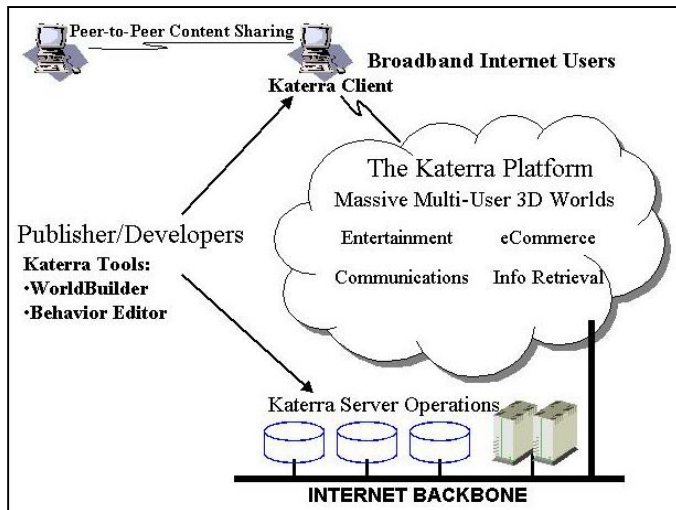 Peer-to-Peer Content Sharing
Broadband Internet Users
Katerra Client
The Katerra Platform
Massive Multi-User 3D Worlds
Entertainment eCommerce
Communications Info Retrieval
Publisher/Developers
Katerra Tools:
•WorldBuilder
•Behavior Editor
Katerra Server Operations
INTERNET BACKBONE